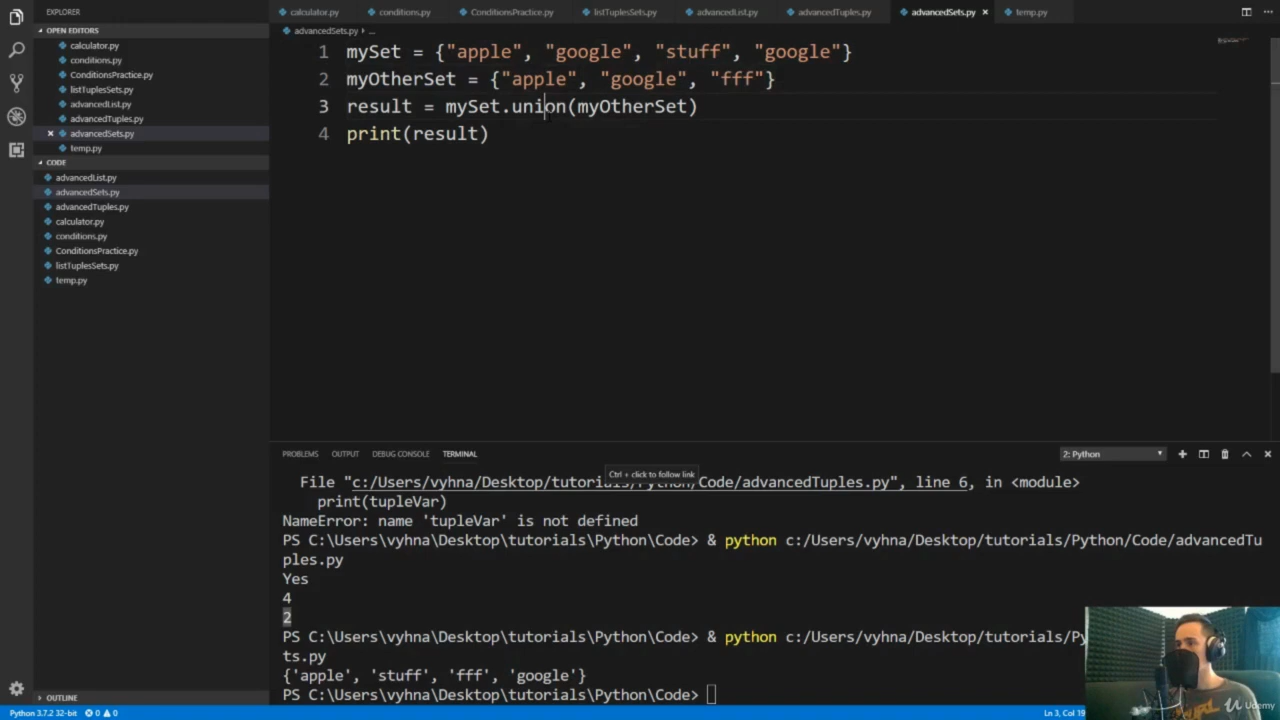 EXPLORER
calculator.py
conditions.py
ConditionsPractice.py
listTuplesSets.py
advancedList.py
advancedTuples.py
advancedSets.py
temp.py
OPEN EDITORS
calculator.py
conditions.py
ConditionsPractice.py
listTuplesSets.py
advancedList.py
advancedTuples.py
advancedSets.py
temp.py
CODE
advancedList.py
advancedSets.py
advancedTuples.py
calculator.py
conditions.py
ConditionsPractice.py
listTuplesSets.py
temp.py
OUTLINE
advancedSets.py › ...
1 mySet = {"apple", "google", "stuff", "google"}
2 myOtherSet = {"apple", "google", "fff"}
3 result = mySet.union(myOtherSet)
4 print(result)
PROBLEMS OUTPUT DEBUG CONSOLE TERMINAL
2: Python
Ctrl + click to follow link
File "c:/Users/vyhna/Desktop/tutorials/Python/Code/advancedTuples.py", line 6, in <module>
print(tupleVar)
NameError: name 'tupleVar' is not defined
PS C:\Users\vyhna\Desktop\tutorials\Python\Code> & python c:/Users/vyhna/Desktop/tutorials/Python/Code/advancedTu
ples.py
Yes
4
2
PS C:\Users\vyhna\Desktop\tutorials\Python\Code> & python c:/Users/vyhna/Desktop/tutorials/Py
ts.py
{'apple', 'stuff', 'fff', 'google'}
PS C:\Users\vyhna\Desktop\tutorials\Python\Code>
Python 3.7.2 32-bit 0 0
Ln 3, Col 19
Udemy